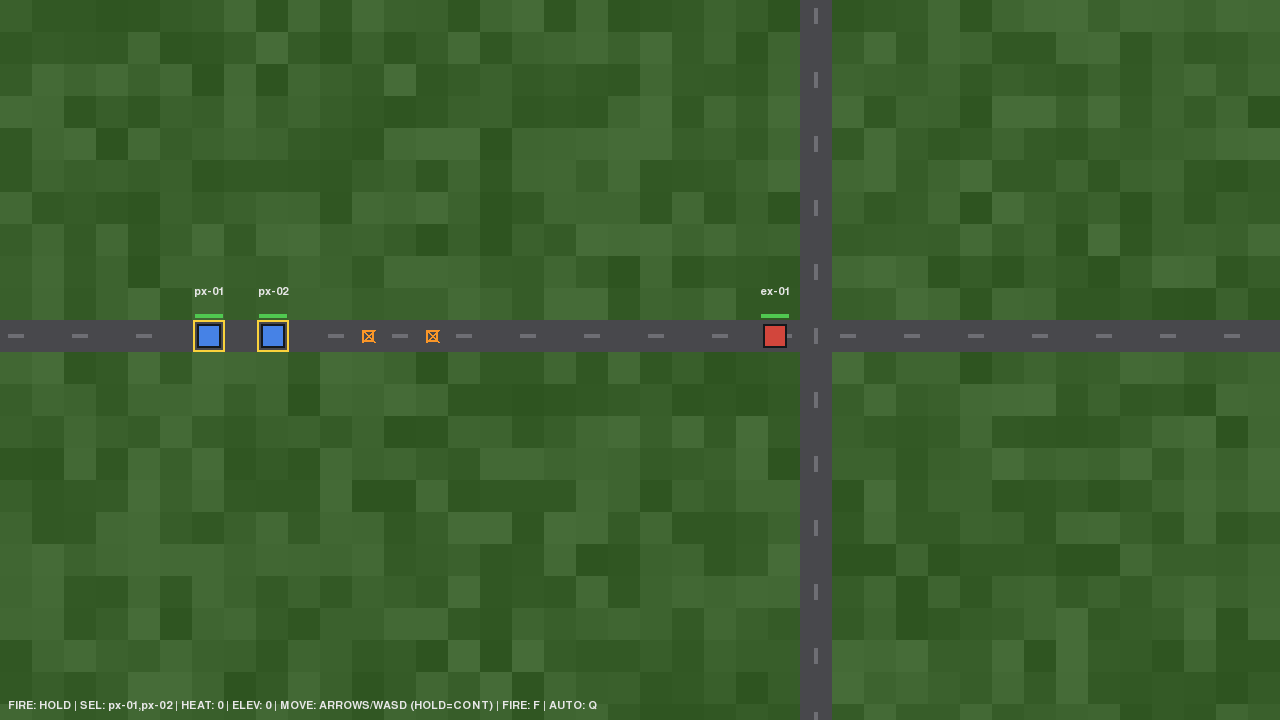 px-01 px-02 ex-01
FIRE: HOLD | SEL: px-01,px-02 | HEAT: 0 | ELEV: 0 | MOVE: ARROWS/WASD (HOLD=CONT) | FIRE: F | AUTO: Q